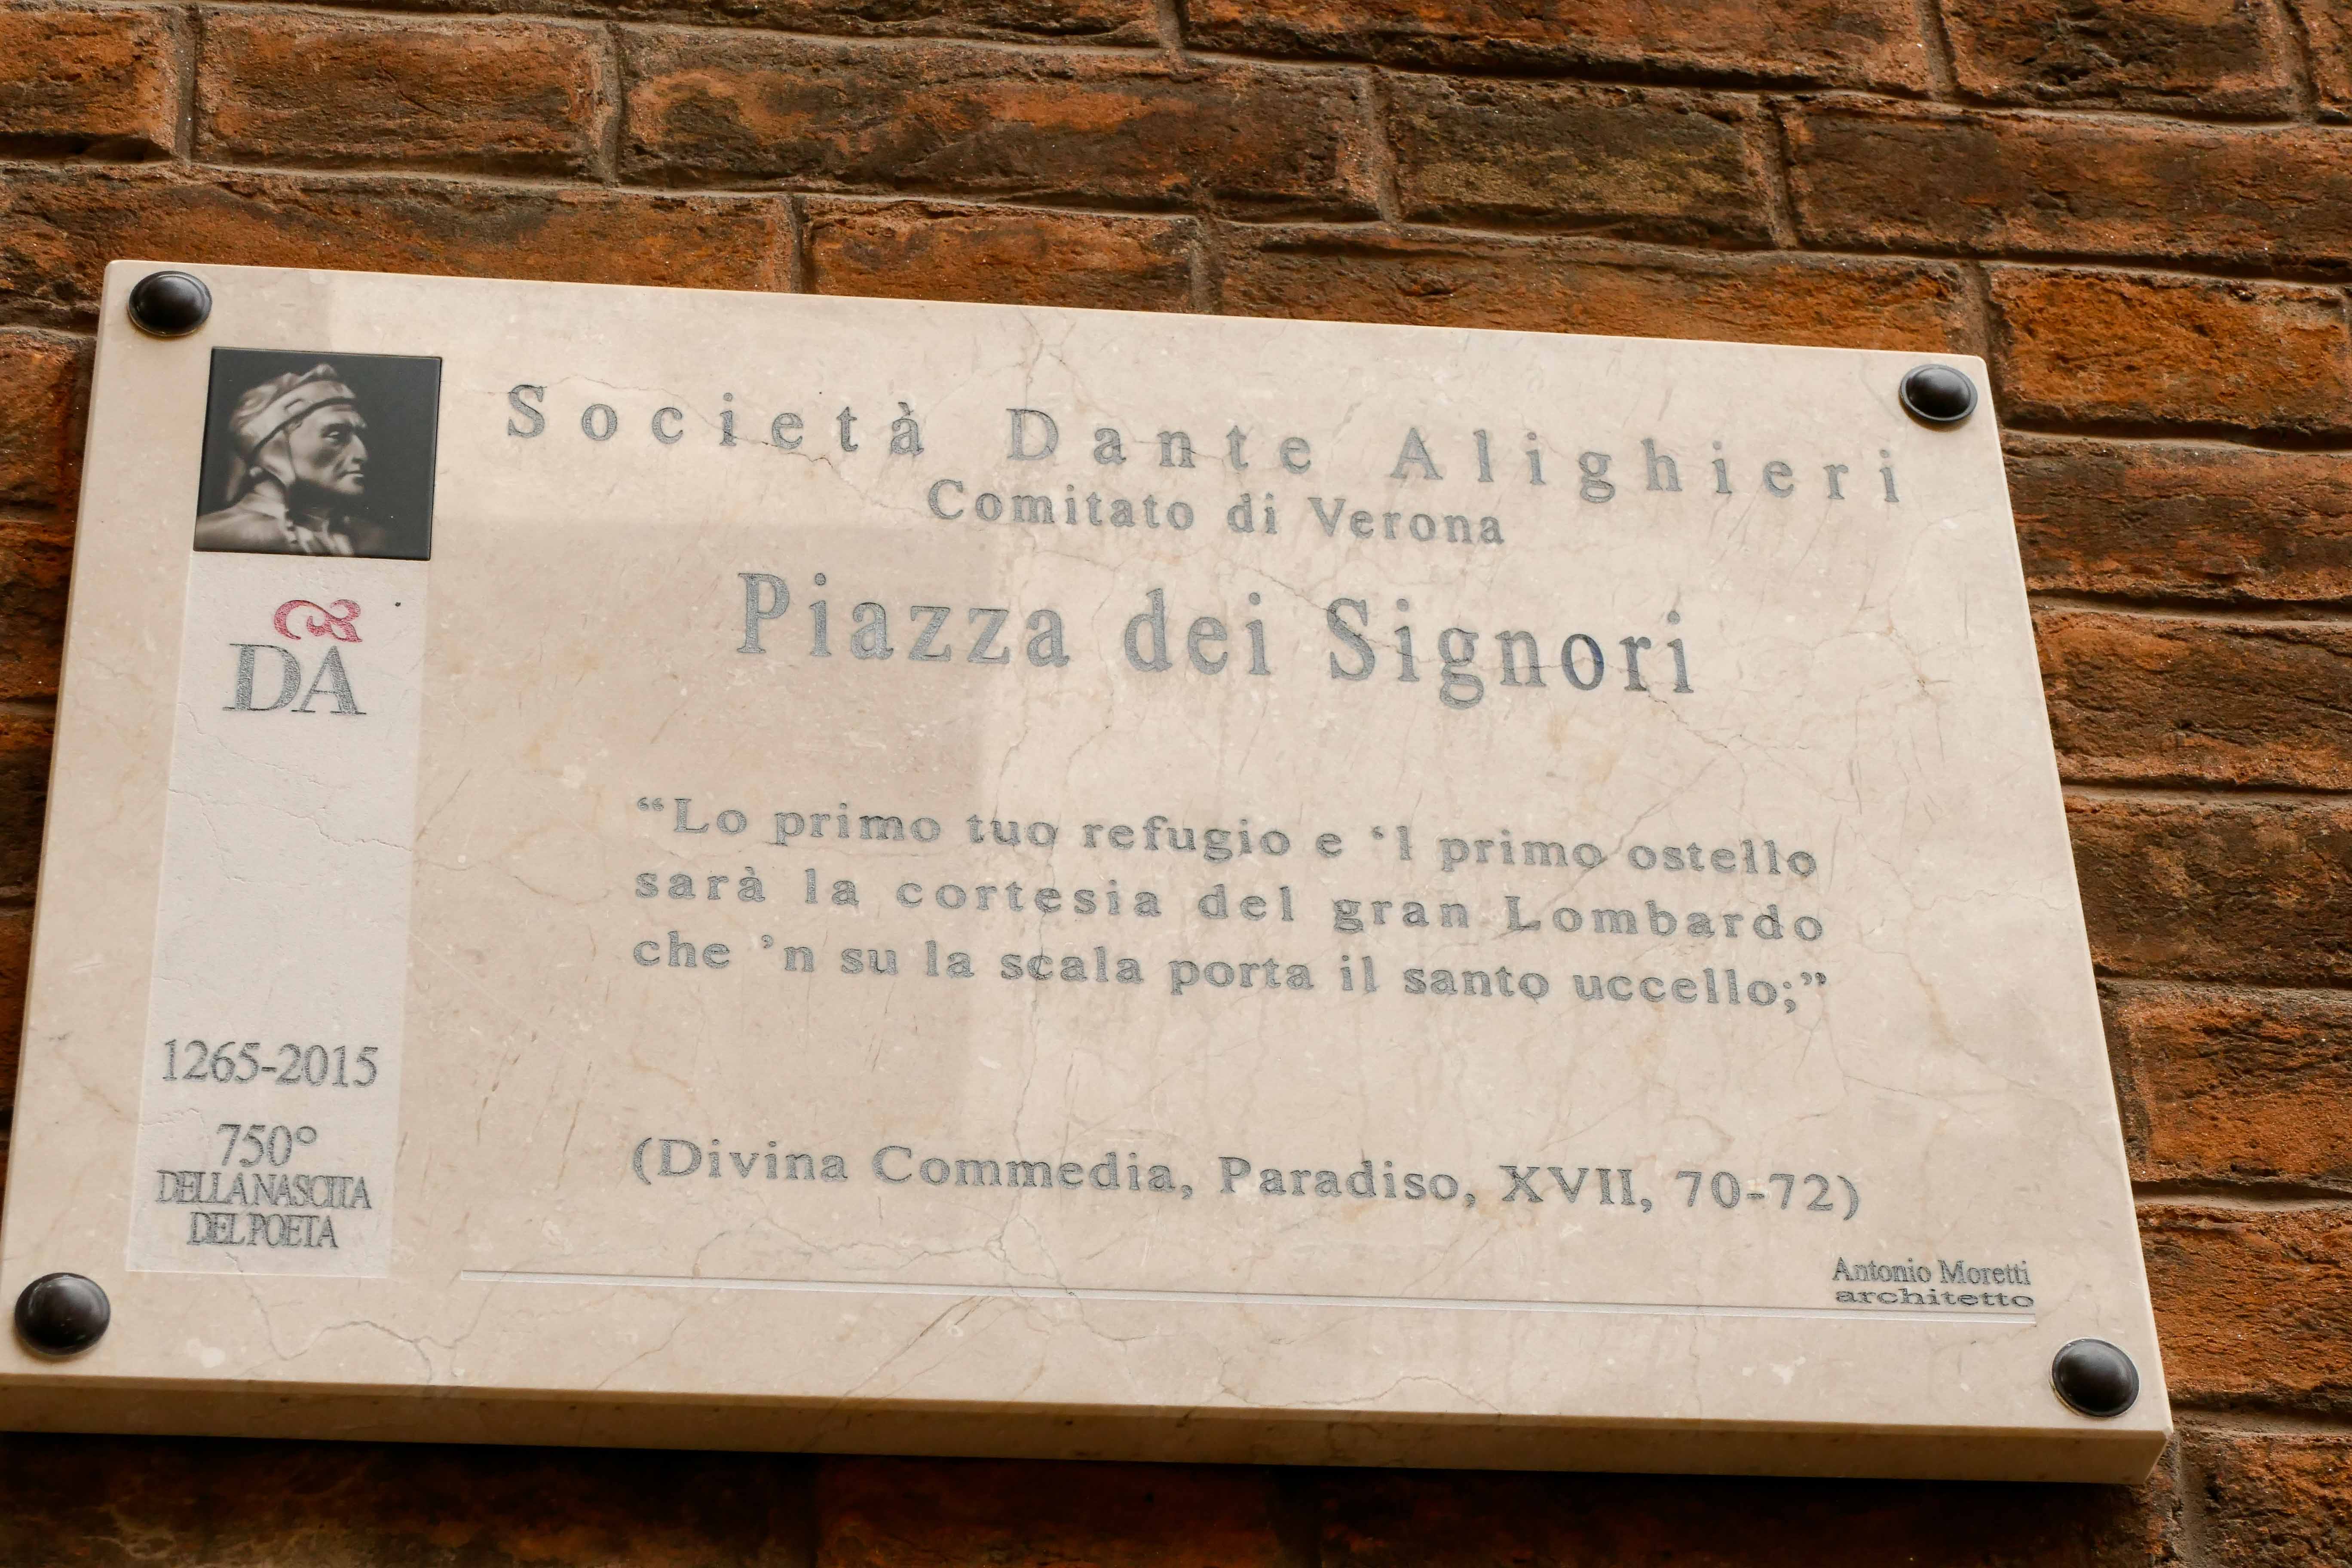 Società Dante Alighieri
Comitato di Verona
Piazza dei Signori
DA
“Lo primo tuo refugio e ‘l primo ostello
sarà la cortesia del gran Lombardo
che ’n su la scala porta il santo uccello;”
1265-2015
750°
DELLA NASCITA
DEL POETA
(Divina Commedia, Paradiso, XVII, 70-72)
Antonio Moretti
architetto